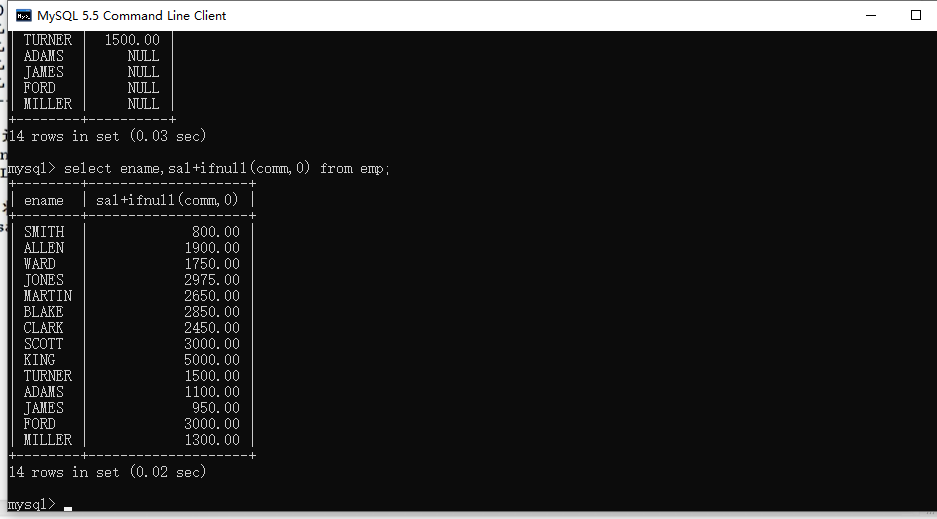 MySQL 5.5 Command Line Client
| TURNER | 1500.00 |
| ADAMS | NULL |
| JAMES | NULL |
| FORD | NULL |
| MILLER | NULL |
+--------+----------+
14 rows in set (0.03 sec)
mysql> select ename,sal+ifnull(comm,0) from emp;
+--------+--------------------+
| ename | sal+ifnull(comm,0) |
+--------+--------------------+
| SMITH | 800.00 |
| ALLEN | 1900.00 |
| WARD | 1750.00 |
| JONES | 2975.00 |
| MARTIN | 2650.00 |
| BLAKE | 2850.00 |
| CLARK | 2450.00 |
| SCOTT | 3000.00 |
| KING | 5000.00 |
| TURNER | 1500.00 |
| ADAMS | 1100.00 |
| JAMES | 950.00 |
| FORD | 3000.00 |
| MILLER | 1300.00 |
+--------+--------------------+
14 rows in set (0.02 sec)
mysql>